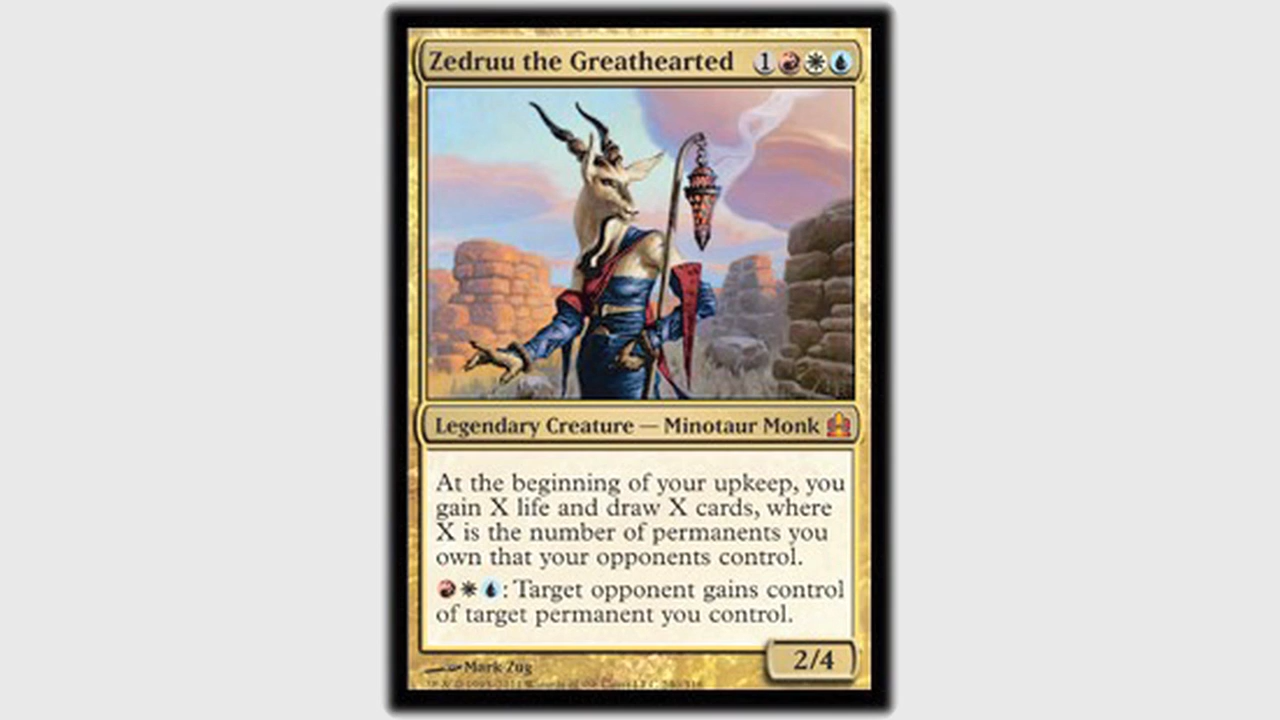 Zedruu the Greathearted 1
Legendary Creature — Minotaur Monk
At the beginning of your upkeep, you
gain X life and draw X cards, where
X is the number of permanents you
own that your opponents control.
: Target opponent gains control
of target permanent you control.
2/4
Mark Zug